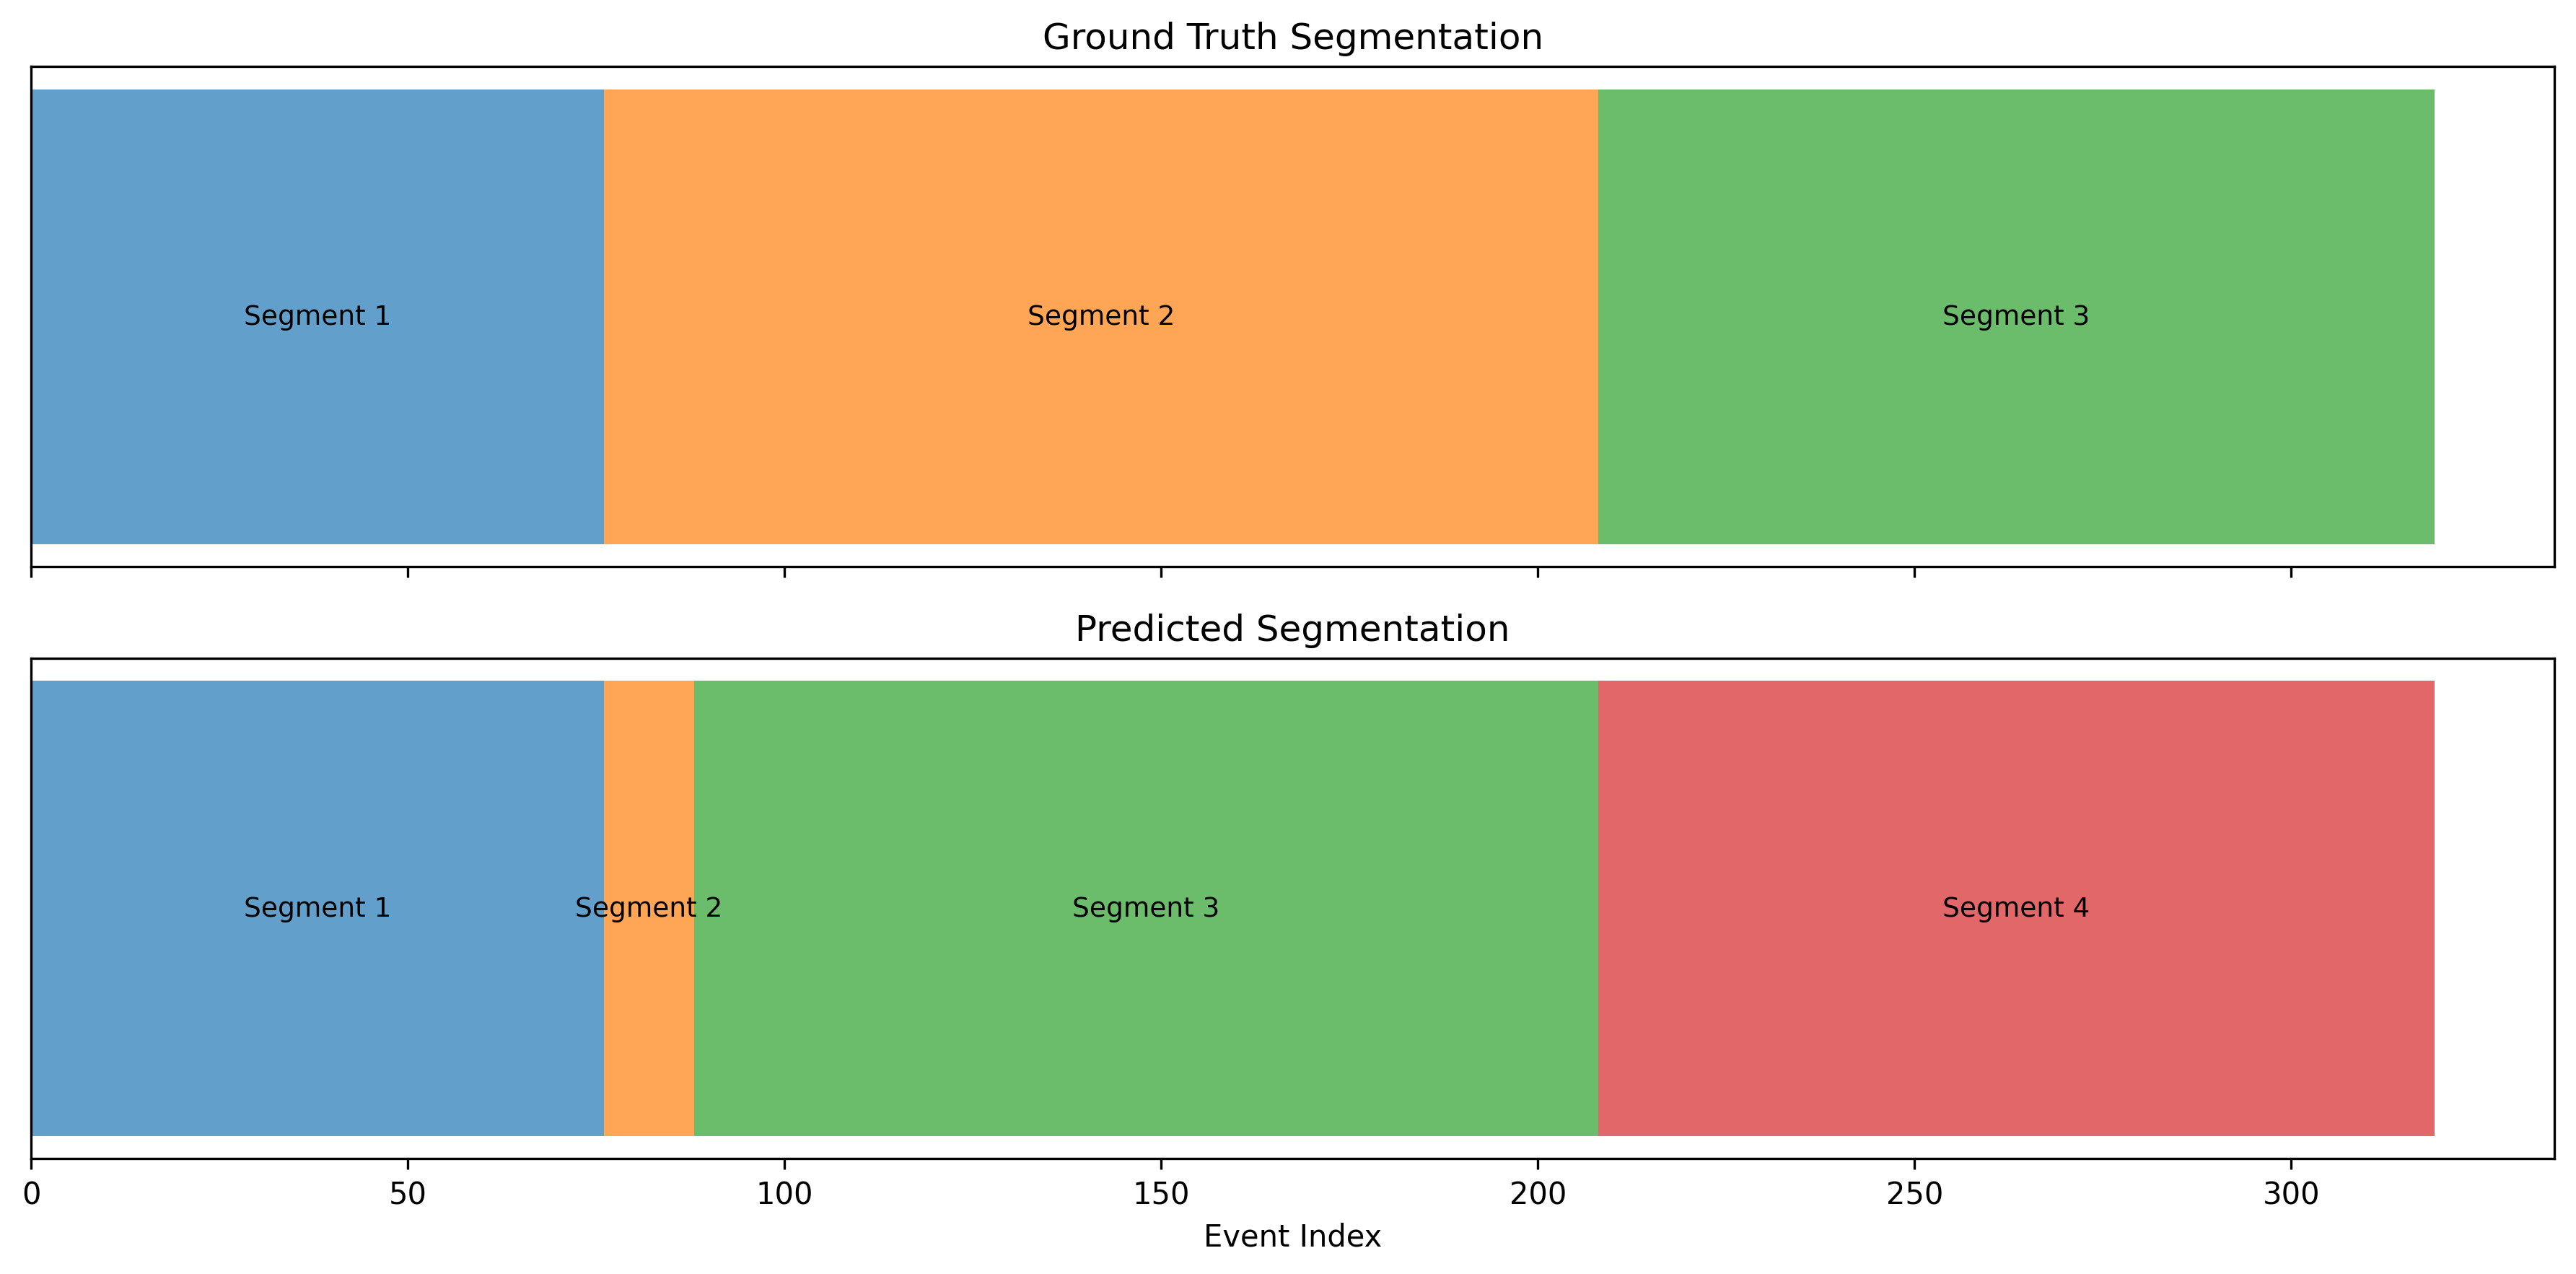 Ground Truth Segmentation
Segment 1 Segment 2 Segment 3
Predicted Segmentation
Segment 1 Segment 2 Segment 3 Segment 4
0 50 100 150 200 250 300
Event Index